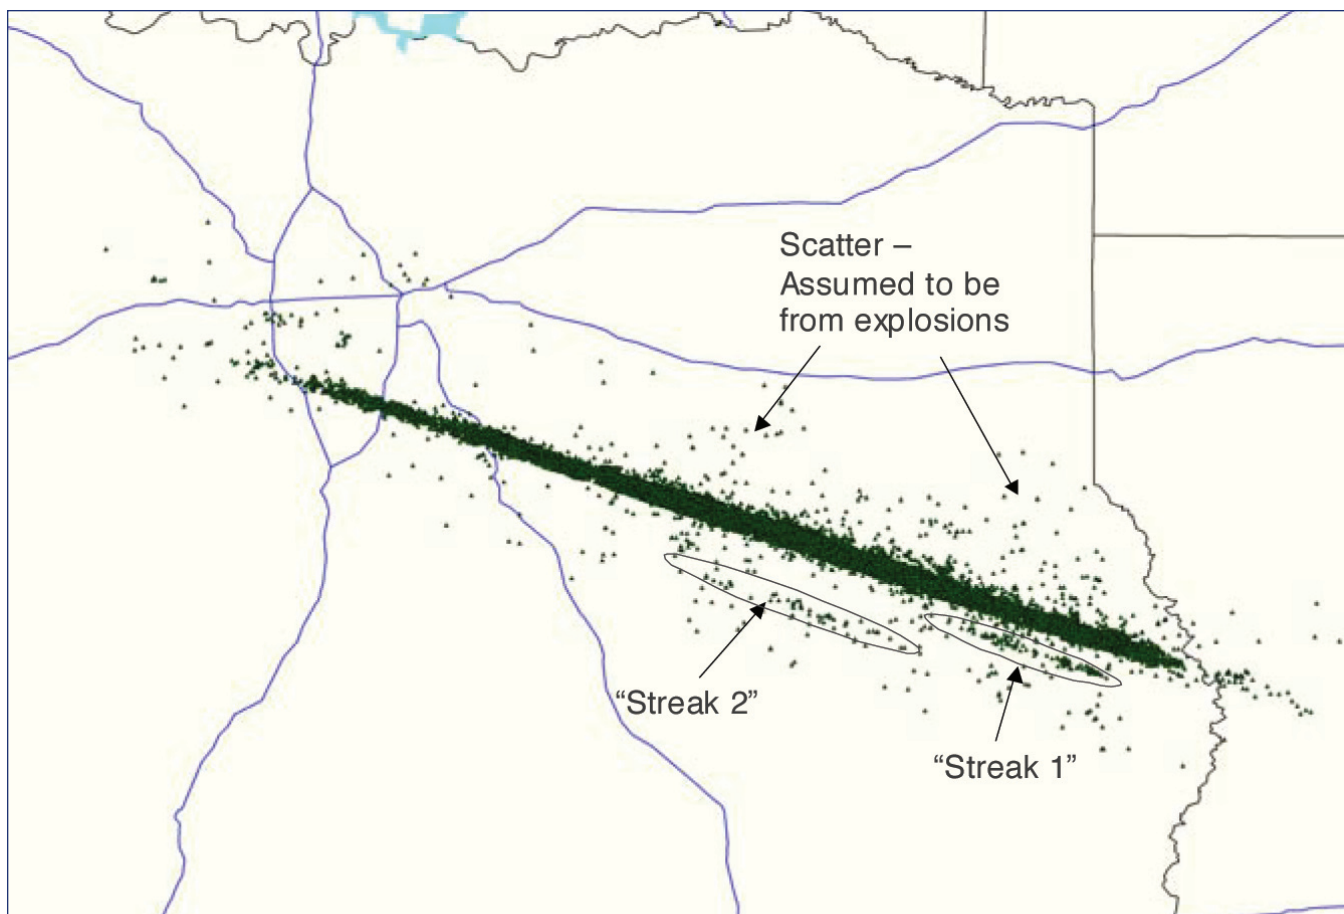 Scatter –
Assumed to be
from explosions
“Streak 2”
“Streak 1”